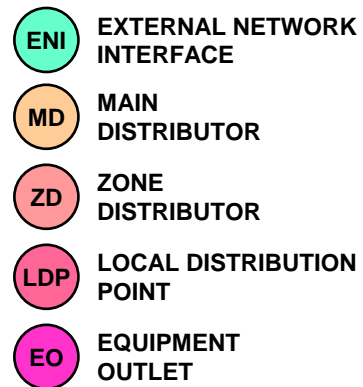 ENI
EXTERNAL NETWORK
INTERFACE
MD
MAIN
DISTRIBUTOR
ZD
ZONE
DISTRIBUTOR
LDP
LOCAL DISTRIBUTION
POINT
EO
EQUIPMENT
OUTLET